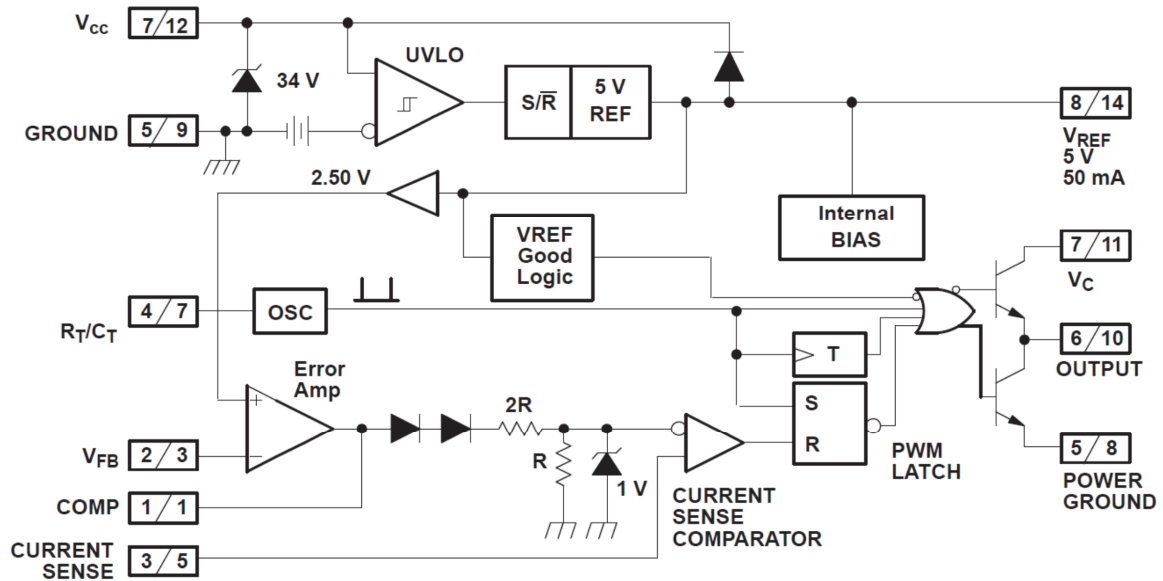 VCC
7/12
UVLO
34 V
S/R̅
5 V
REF
8/14
VREF
5 V
50 mA
GROUND
5/9
2.50 V
Internal
BIAS
VREF
Good
Logic
7/11
VC
4/7
RT/CT
OSC
T
6/10
OUTPUT
Error
Amp
+
−
2R
S
R
R
1 V
PWM
LATCH
VFB
2/3
5/8
POWER
GROUND
COMP
1/1
CURRENT
SENSE
COMPARATOR
CURRENT
SENSE
3/5